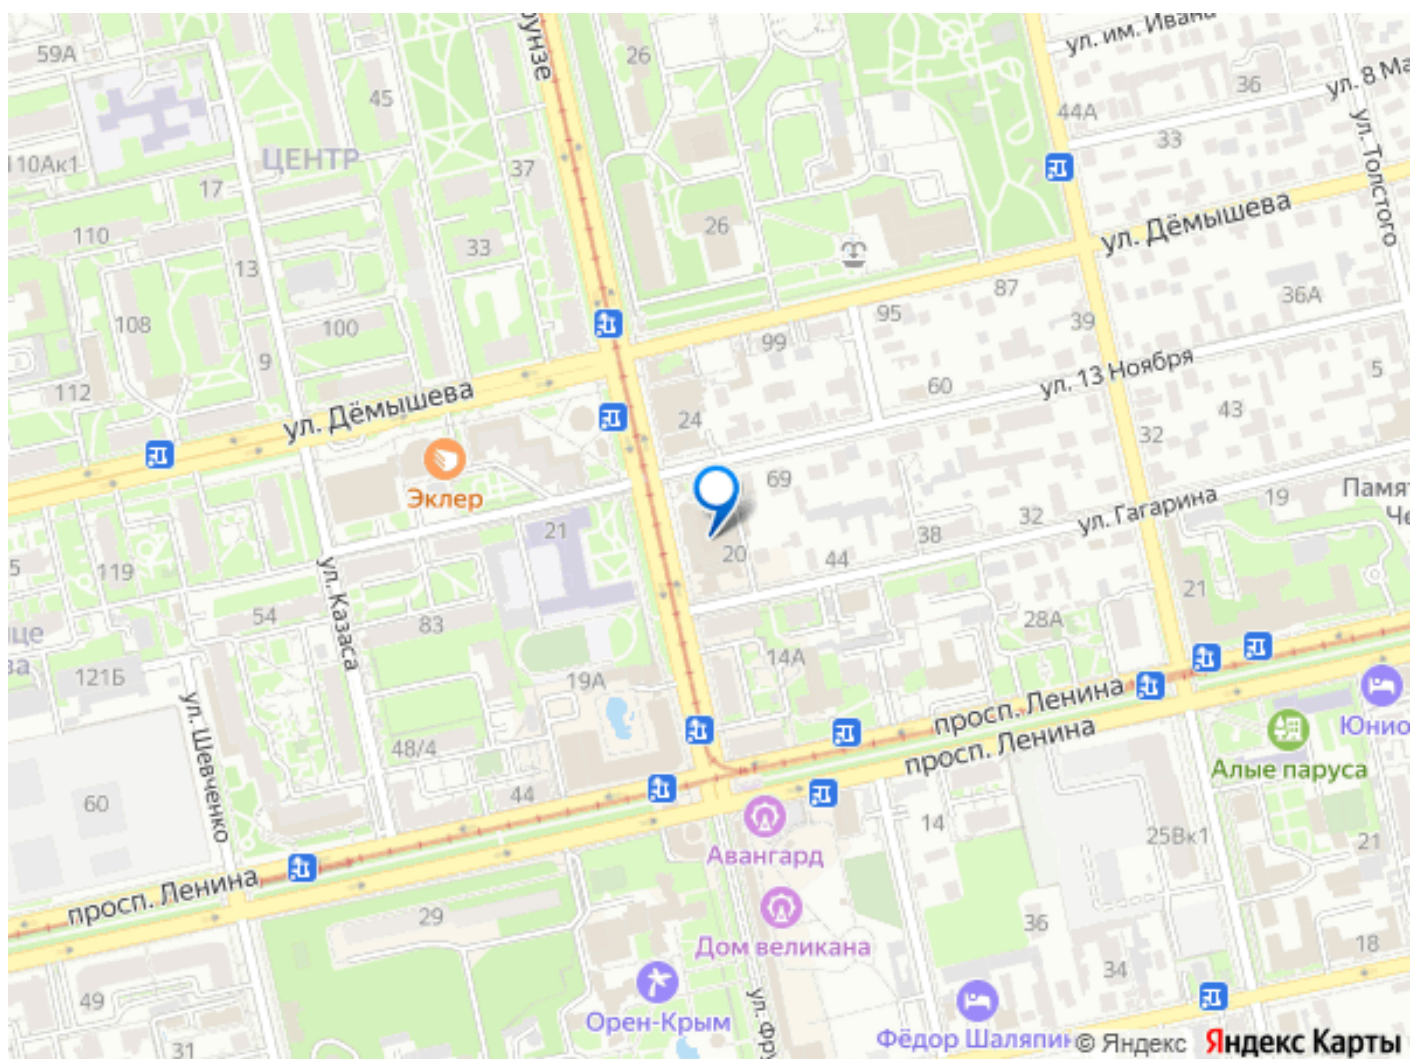 59А
45
110Ак1
ЦЕНТР
17
37
110
33
13
108
100
9
112
26
26
ул. им. Ивана
36
ул. 8 Ма
44А
33
ул. Толстого
ул. Дёмышева
87
95
99
39
36А
ул. 13 Ноября
60
5
43
32
ул. Дёмышева
Эклер
24
69
20
44
38
32
ул. Гагарина
19
21
119
54
ул. Казаса
83
121Б
ул. Шевченко
19А
48/4
44
60
14А
28А
21
просп. Ленина
просп. Ленина
Алые паруса
14
25Вк1
21
Авангард
Дом великана
просп. Ленина
29
49
31
Орен-Крым
36
34
18
Фёдор Шаляпин
© Яндекс
Яндекс Карты